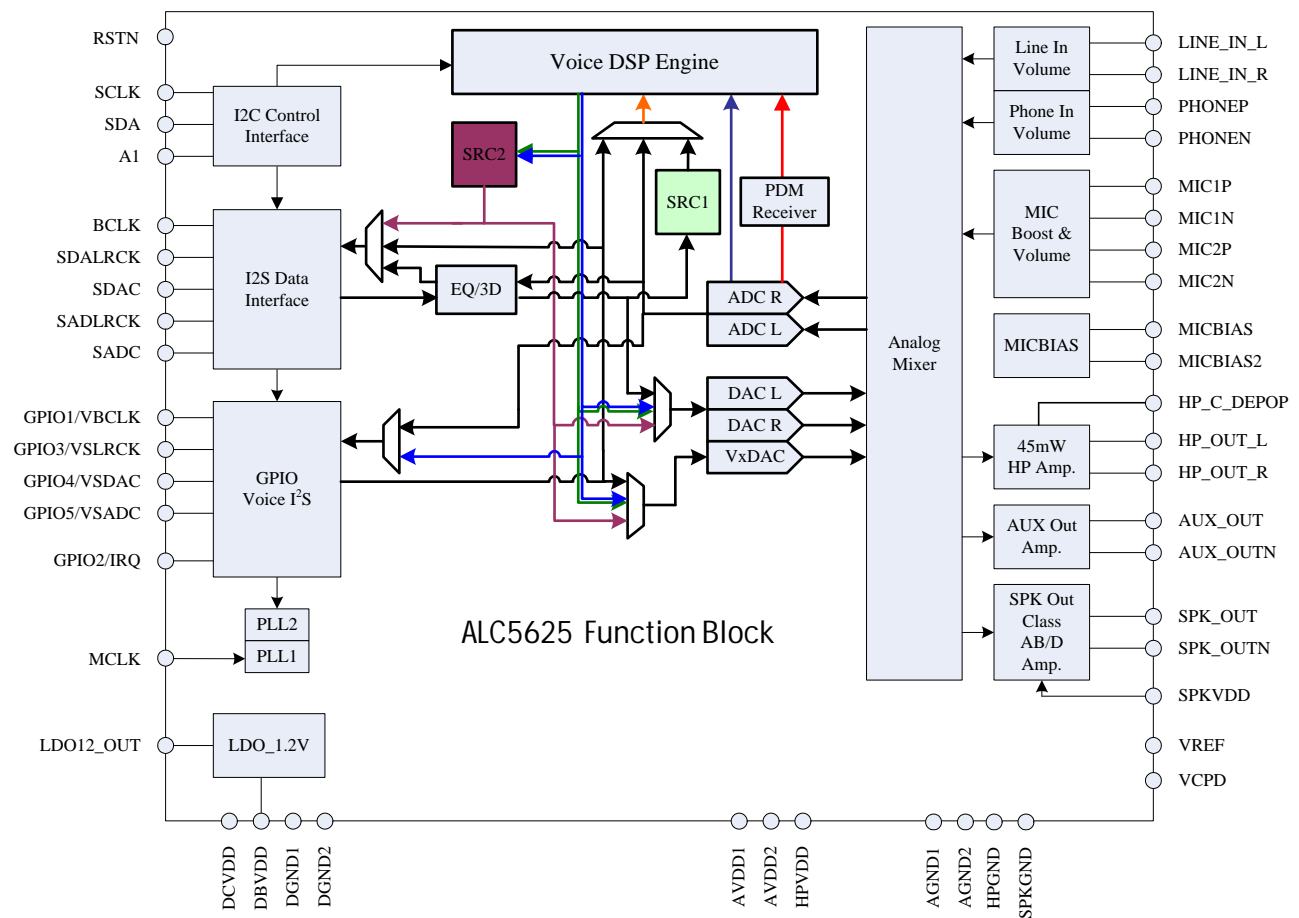 RSTN
SCLK
SDA
A1
BCLK
SDALRCK
SDAC
SADLRCK
SADC
GPIO1/VBCLK
GPIO3/VSLRCK
GPIO4/VSDAC
GPIO5/VSADC
GPIO2/IRQ
MCLK
LDO12_OUT
I2C Control
Interface
I2S Data
Interface
GPIO
Voice I²S
PLL2
PLL1
LDO_1.2V
Voice DSP Engine
SRC2
SRC1
PDM
Receiver
EQ/3D
ADC R
ADC L
DAC L
DAC R
VxDAC
ALC5625 Function Block
Analog
Mixer
Line In
Volume
Phone In
Volume
MIC
Boost &
Volume
MICBIAS
45mW
HP Amp.
AUX Out
Amp.
SPK Out
Class
AB/D
Amp.
LINE_IN_L
LINE_IN_R
PHONEP
PHONEN
MIC1P
MIC1N
MIC2P
MIC2N
MICBIAS
MICBIAS2
HP_C_DEPOP
HP_OUT_L
HP_OUT_R
AUX_OUT
AUX_OUTN
SPK_OUT
SPK_OUTN
SPKVDD
VREF
VCPD
DCVDD
DBVDD
DGND1
DGND2
AVDD1
AVDD2
HPVDD
AGND1
AGND2
HPGND
SPKGND